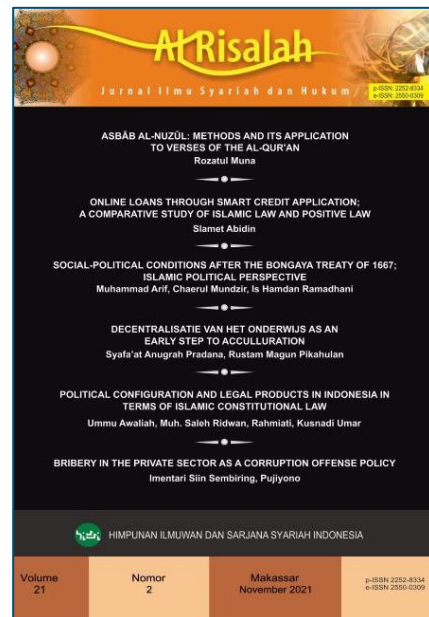 Al Risalah
Jurnal Ilmu Syariah dan Hukum
p-ISSN: 2252-8334
e-ISSN: 2550-0309
ASBĀB AL-NUZŪL: METHODS AND ITS APPLICATION
TO VERSES OF THE AL-QUR'AN
Rozatul Muna
ONLINE LOANS THROUGH SMART CREDIT APPLICATION;
A COMPARATIVE STUDY OF ISLAMIC LAW AND POSITIVE LAW
Slamet Abidin
SOCIAL-POLITICAL CONDITIONS AFTER THE BONGAYA TREATY OF 1667;
ISLAMIC POLITICAL PERSPECTIVE
Muhammad Arif, Chaerul Mundzir, Is Hamdan Ramadhani
DECENTRALISATIE VAN HET ONDERWIJS AS AN
EARLY STEP TO ACCULLURATION
Syafa'at Anugrah Pradana, Rustam Magun Pikahulan
POLITICAL CONFIGURATION AND LEGAL PRODUCTS IN INDONESIA IN
TERMS OF ISLAMIC CONSTITUTIONAL LAW
Ummu Awaliah, Muh. Saleh Ridwan, Rahmiati, Kusnadi Umar
BRIBERY IN THE PRIVATE SECTOR AS A CORRUPTION OFFENSE POLICY
Imentari Siin Sembiring, Pujiyono
HIMPUNAN ILMUWAN DAN SARJANA SYARIAH INDONESIA
Volume
21
Nomor
2
Makassar
November 2021
p-ISSN 2252-8334
e-ISSN 2550-0309